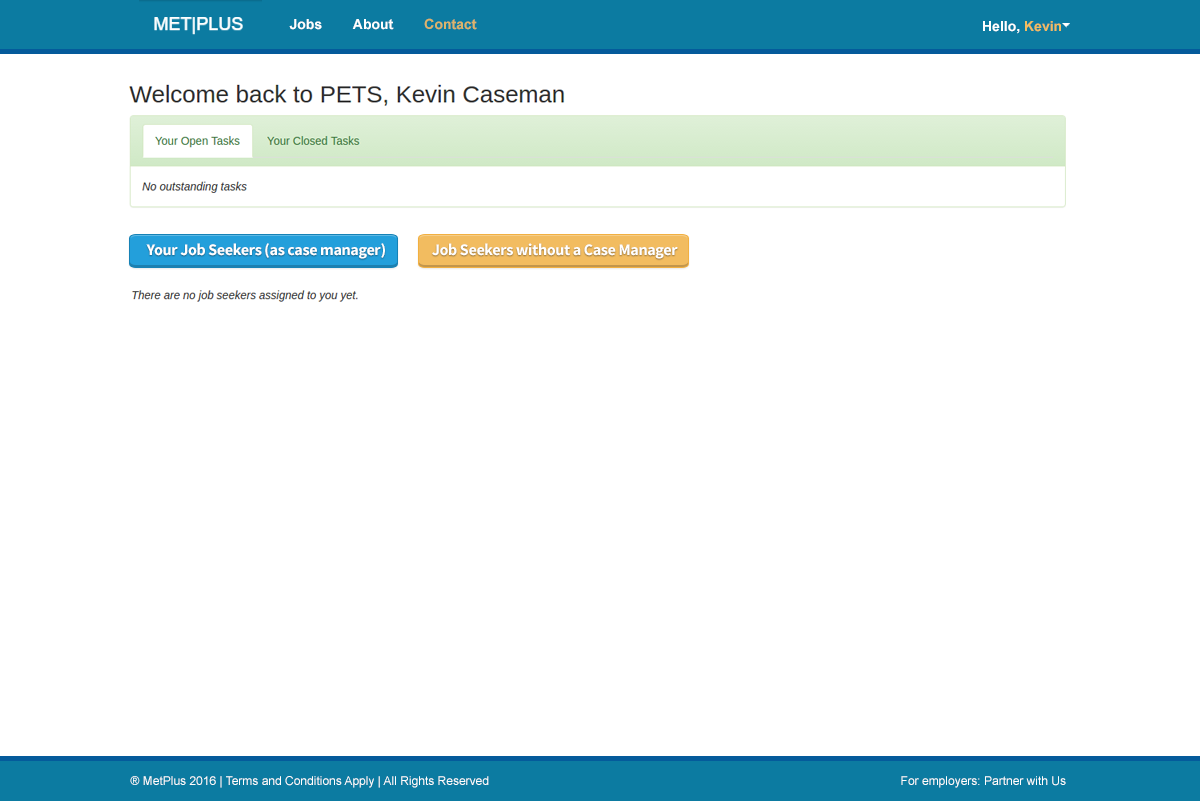 MET|PLUS Jobs About Contact Hello, Kevin
Welcome back to PETS, Kevin Caseman
Your Open Tasks Your Closed Tasks
No outstanding tasks
Your Job Seekers (as case manager) Job Seekers without a Case Manager
There are no job seekers assigned to you yet.
® MetPlus 2016 | Terms and Conditions Apply | All Rights Reserved For employers: Partner with Us